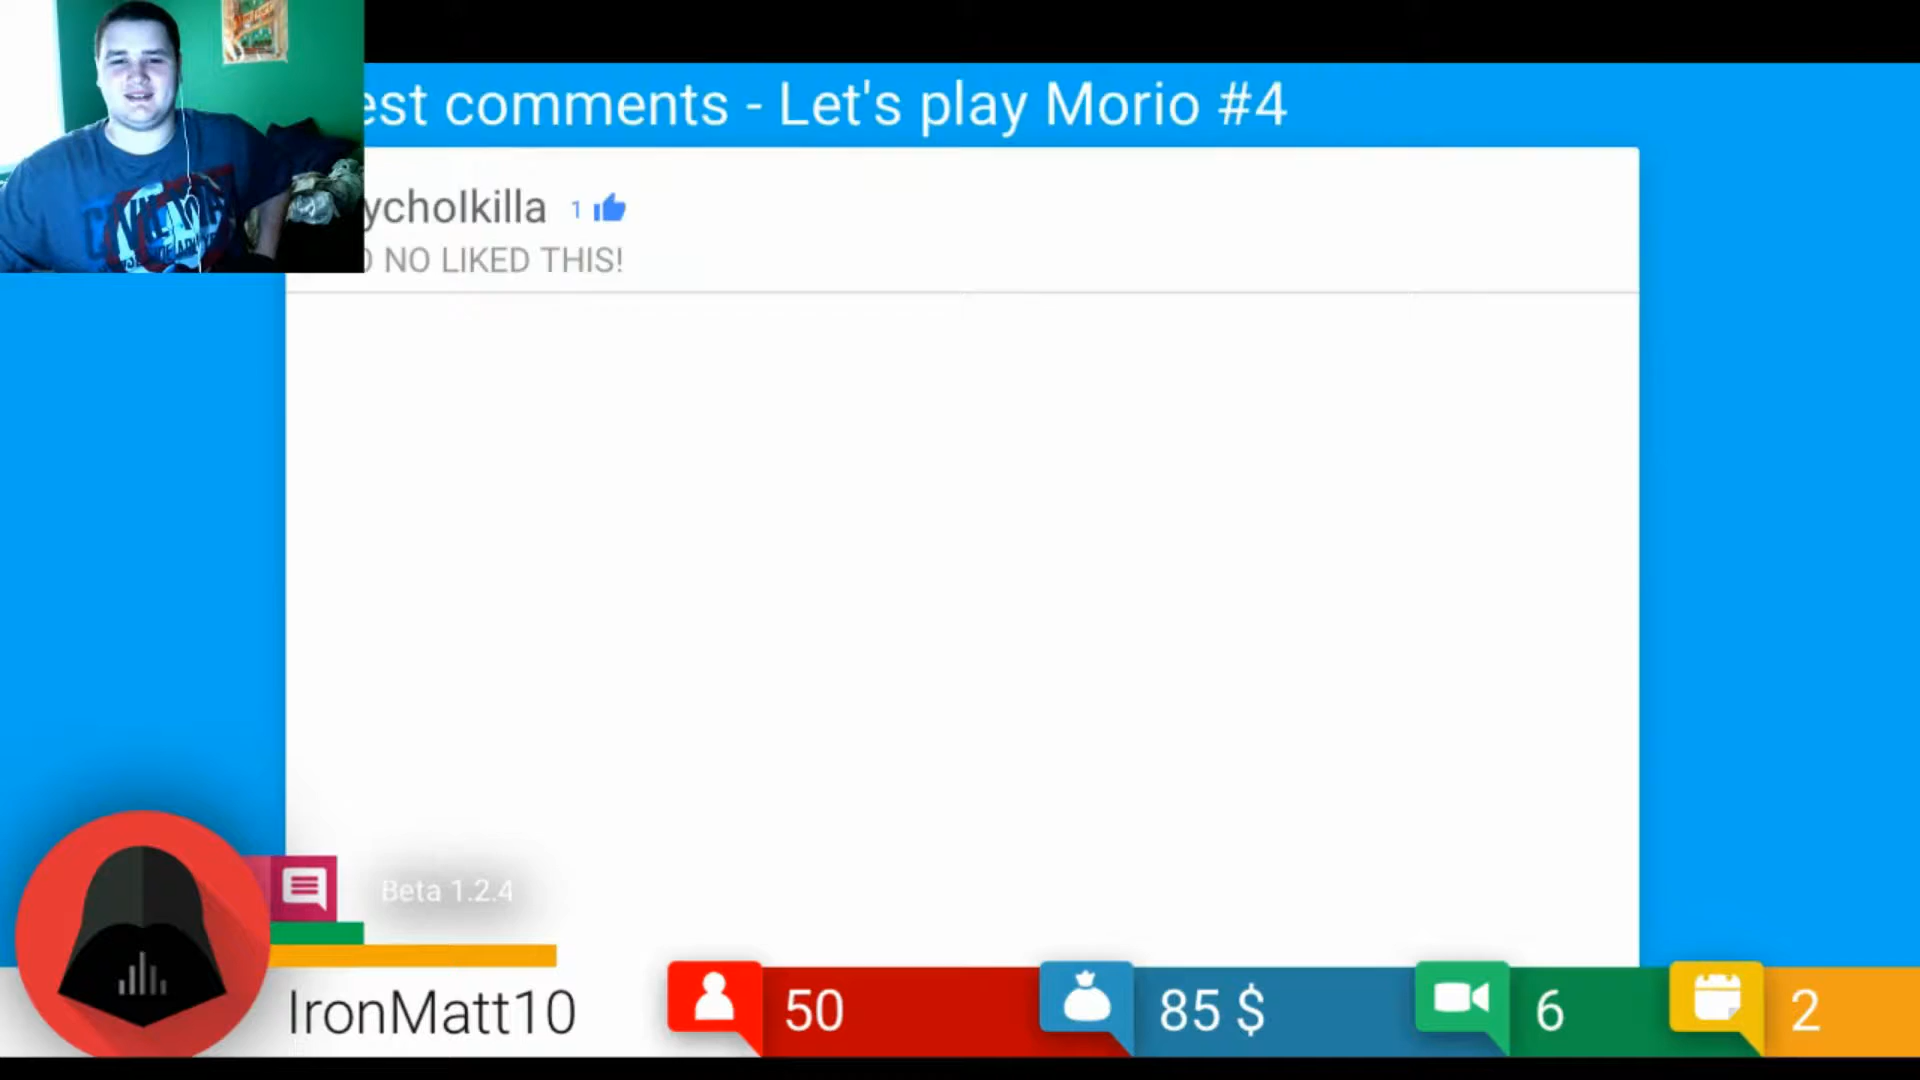 est comments - Let's play Morio #4
ycholkilla 1
NO LIKED THIS!
Beta 1.2.4
IronMatt10
50
85 $
6
2